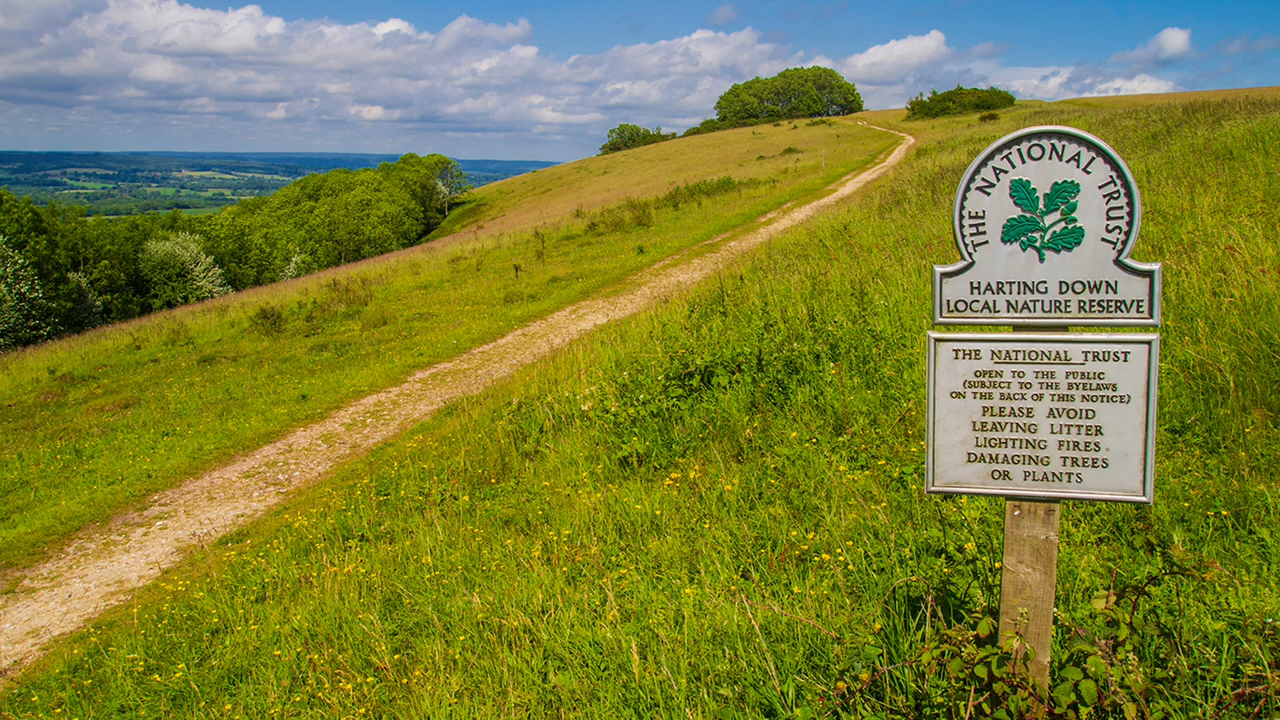 THE NATIONAL TRUST
HARTING DOWN
LOCAL NATURE RESERVE
THE NATIONAL TRUST
OPEN TO THE PUBLIC
(SUBJECT TO THE BYELAWS
ON THE BACK OF THIS NOTICE)
PLEASE AVOID
LEAVING LITTER
LIGHTING FIRES
DAMAGING TREES
OR PLANTS